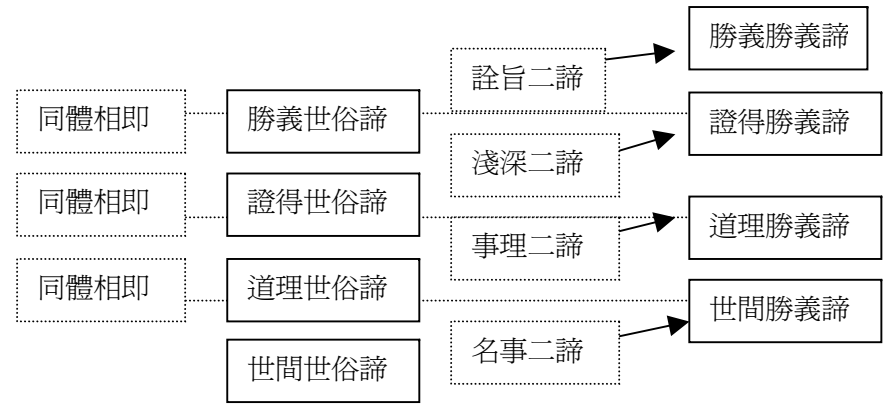 勝義勝義諦
詮旨二諦
同體相即
勝義世俗諦
證得勝義諦
淺深二諦
同體相即
證得世俗諦
道理勝義諦
事理二諦
同體相即
道理世俗諦
世間勝義諦
名事二諦
世間世俗諦